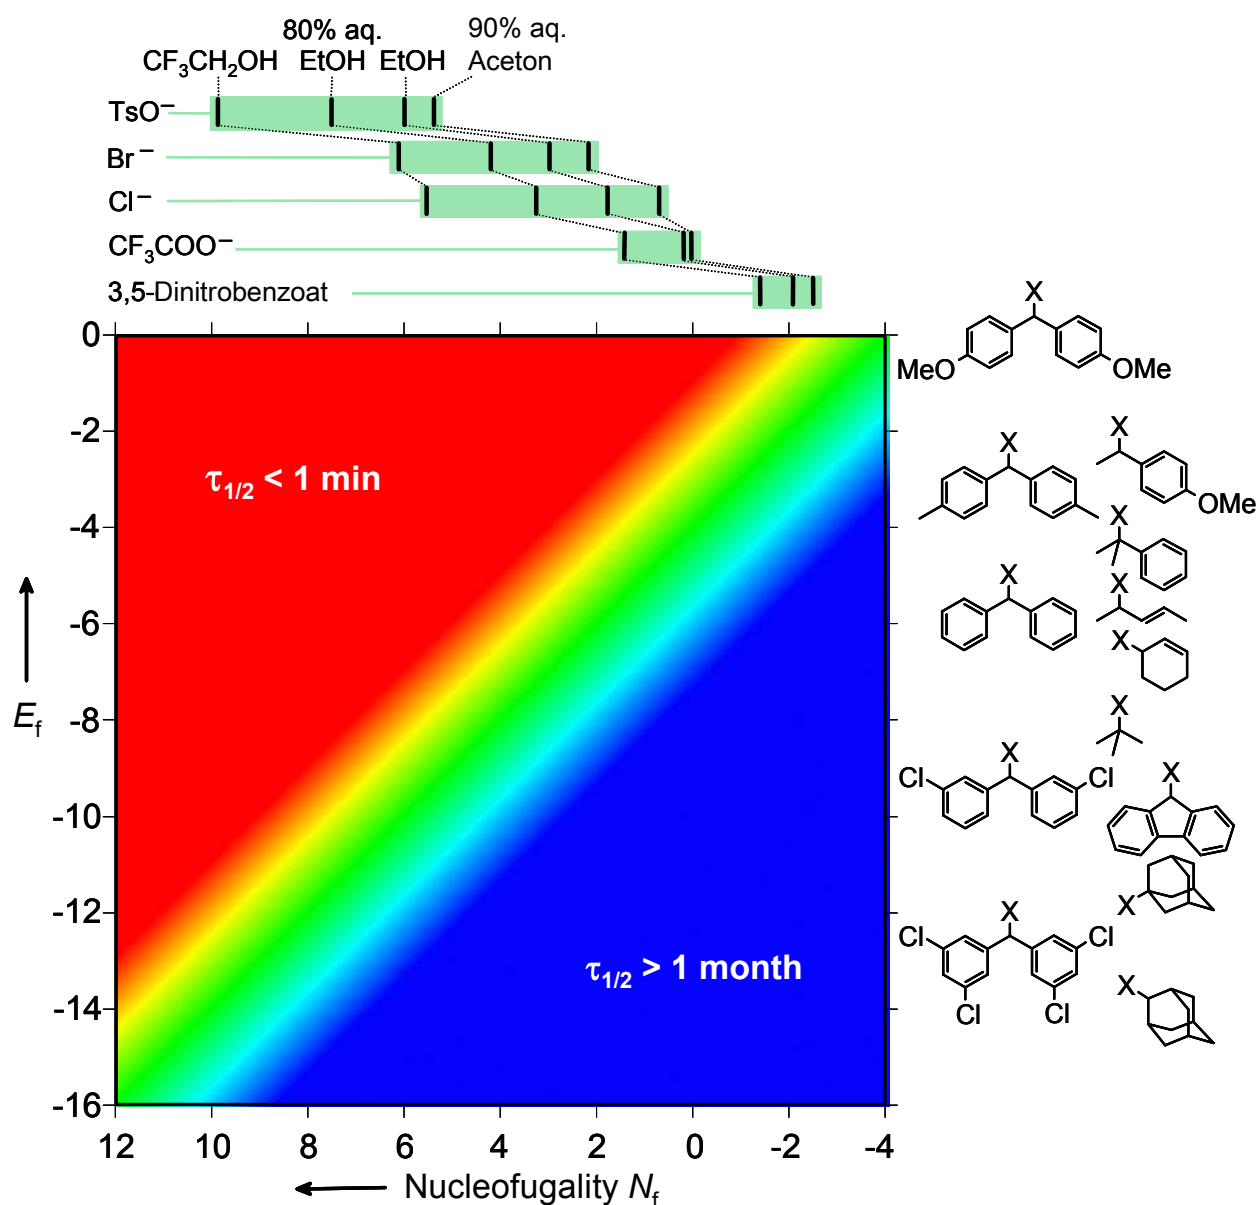 80% aq. 90% aq.
CF₃CH₂OH EtOH EtOH Aceton
TsO⁻
Br⁻
Cl⁻
CF₃COO⁻
3,5-Dinitrobenzoat
X
MeO OMe
0
-2
-4
-6
-8
-10
-12
-14
-16
E_f
τ₁/₂ < 1 min
τ₁/₂ > 1 month
X
X
OMe
X
X
X
X
X
X
Cl Cl
X
X
X
Cl Cl
Cl Cl
X
12 10 8 6 4 2 0 -2 -4
Nucleofugality N_f